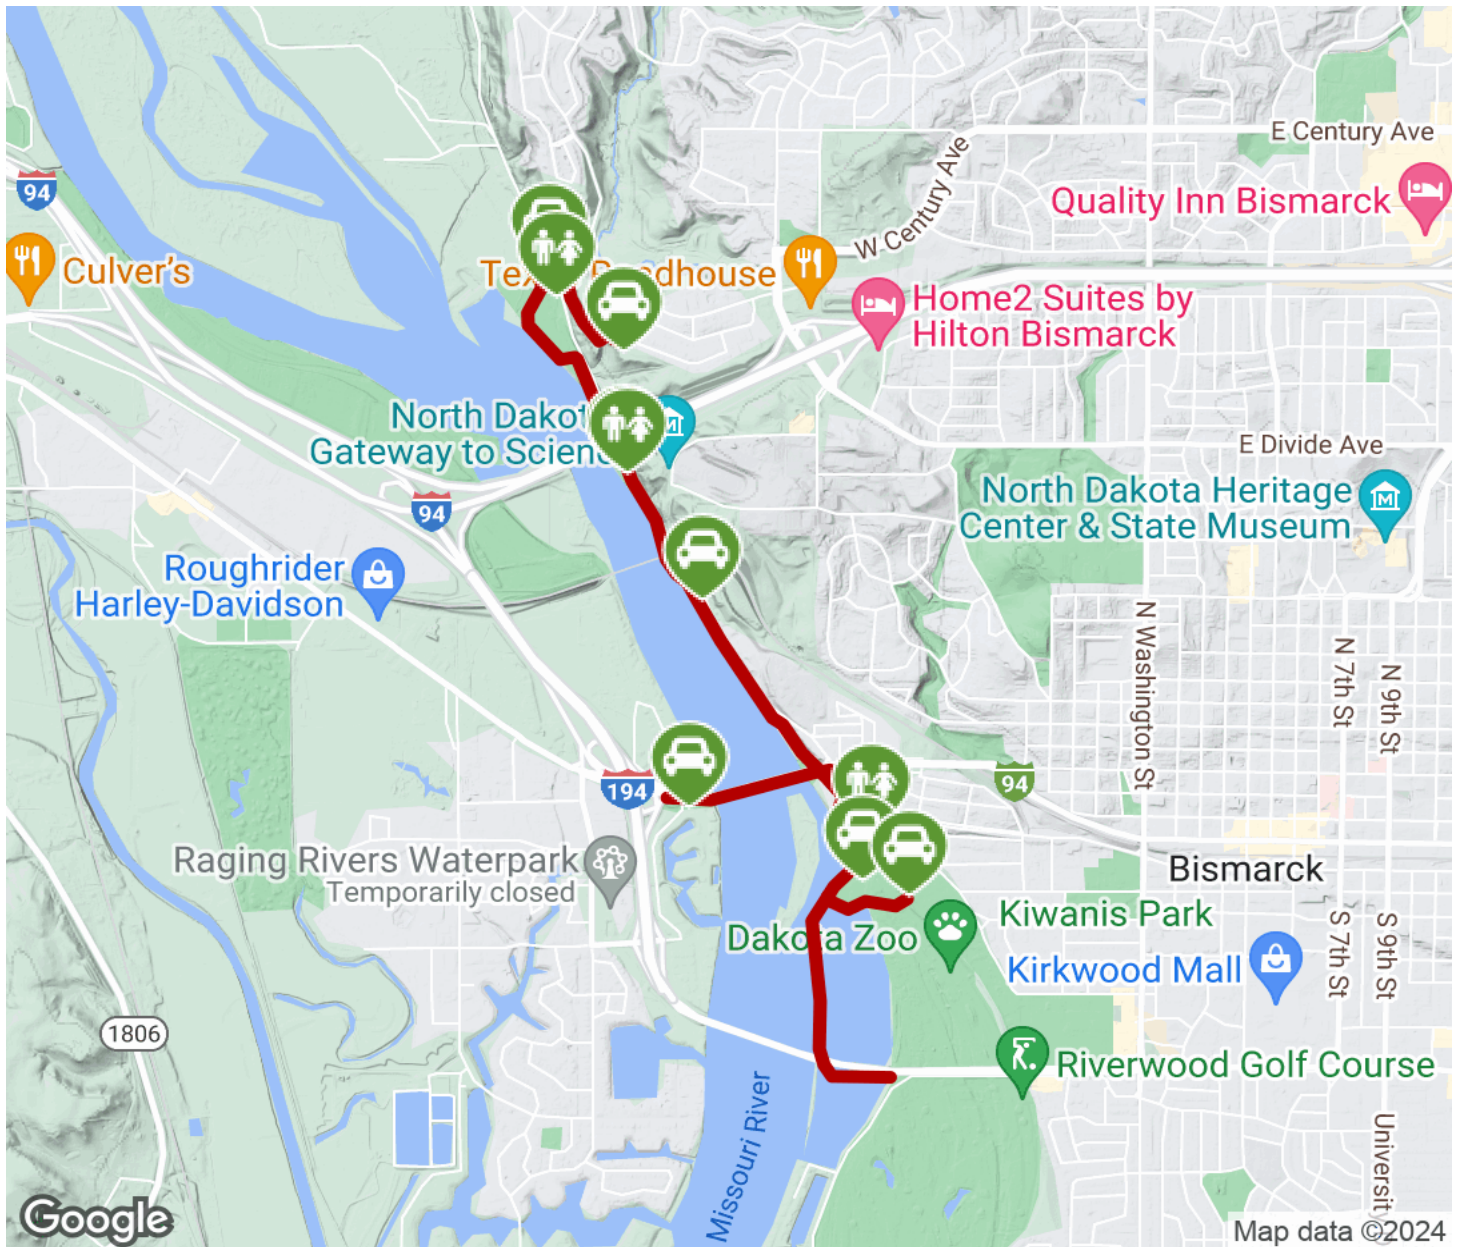 E Century Ave
94
Quality Inn Bismarck
W Century Ave
Culver's
Home2 Suites by
Hilton Bismarck
North
Gateway to
E Divide Ave
North Dakota Heritage
Center & State Museum
94
Roughrider
Harley-Davidson
N Washington St
N 7th St
N 9th St
194
94
Raging Rivers Waterpark
Temporarily closed
Bismarck
Kiwanis Park
Zoo
S 7th St
S 9th St
Kirkwood Mall
1806
Riverwood Golf Course
Missouri River
Google
Map data ©2024